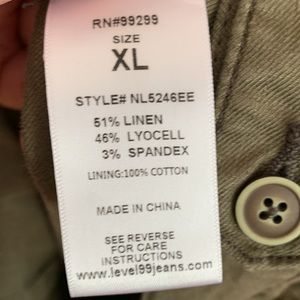 RN#99299
SIZE
XL
STYLE# NL5246EE
51% LINEN
46% LYOCELL
3% SPANDEX
LINING:100% COTTON
MADE IN CHINA
SEE REVERSE
FOR CARE
INSTRUCTIONS
www.level99jeans.com